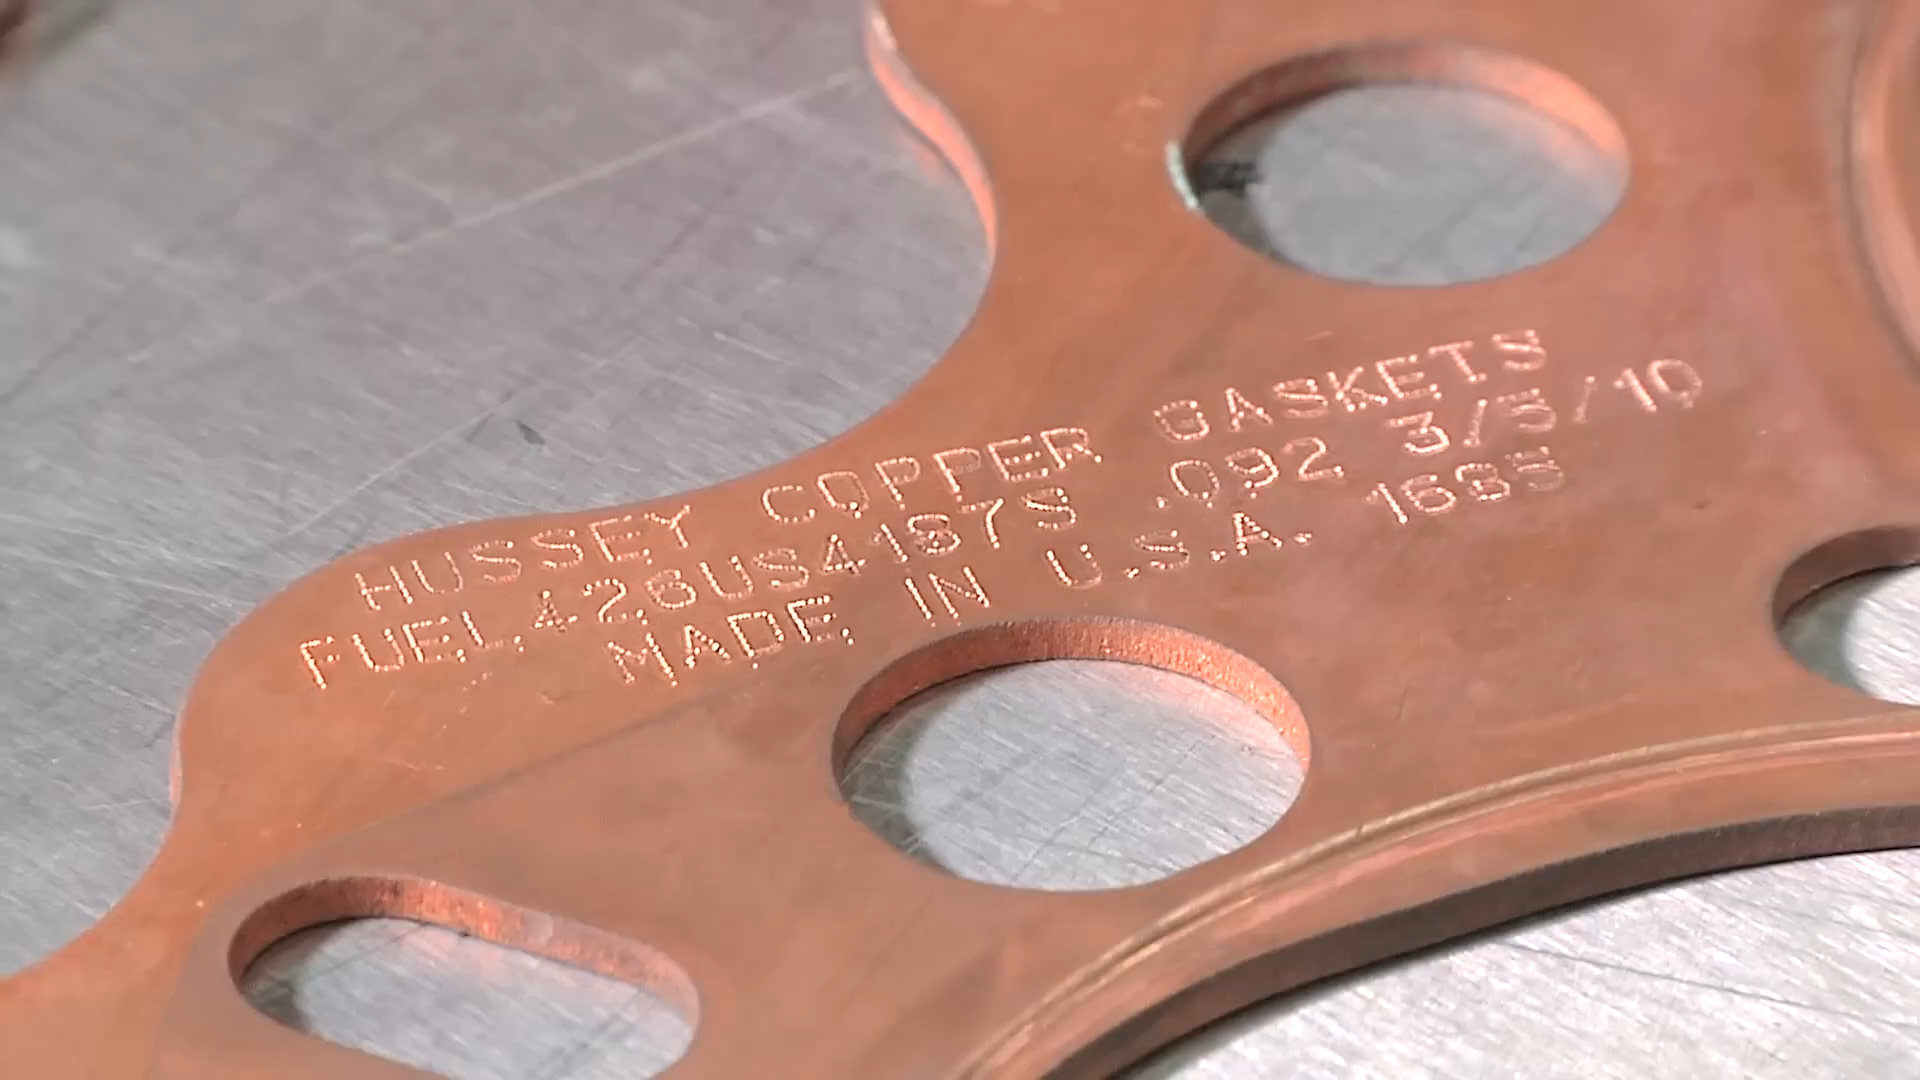 HUSSEY COPPER GASKETS
FUEL426US4187S .092 3/5/10
MADE IN U.S.A. 1685